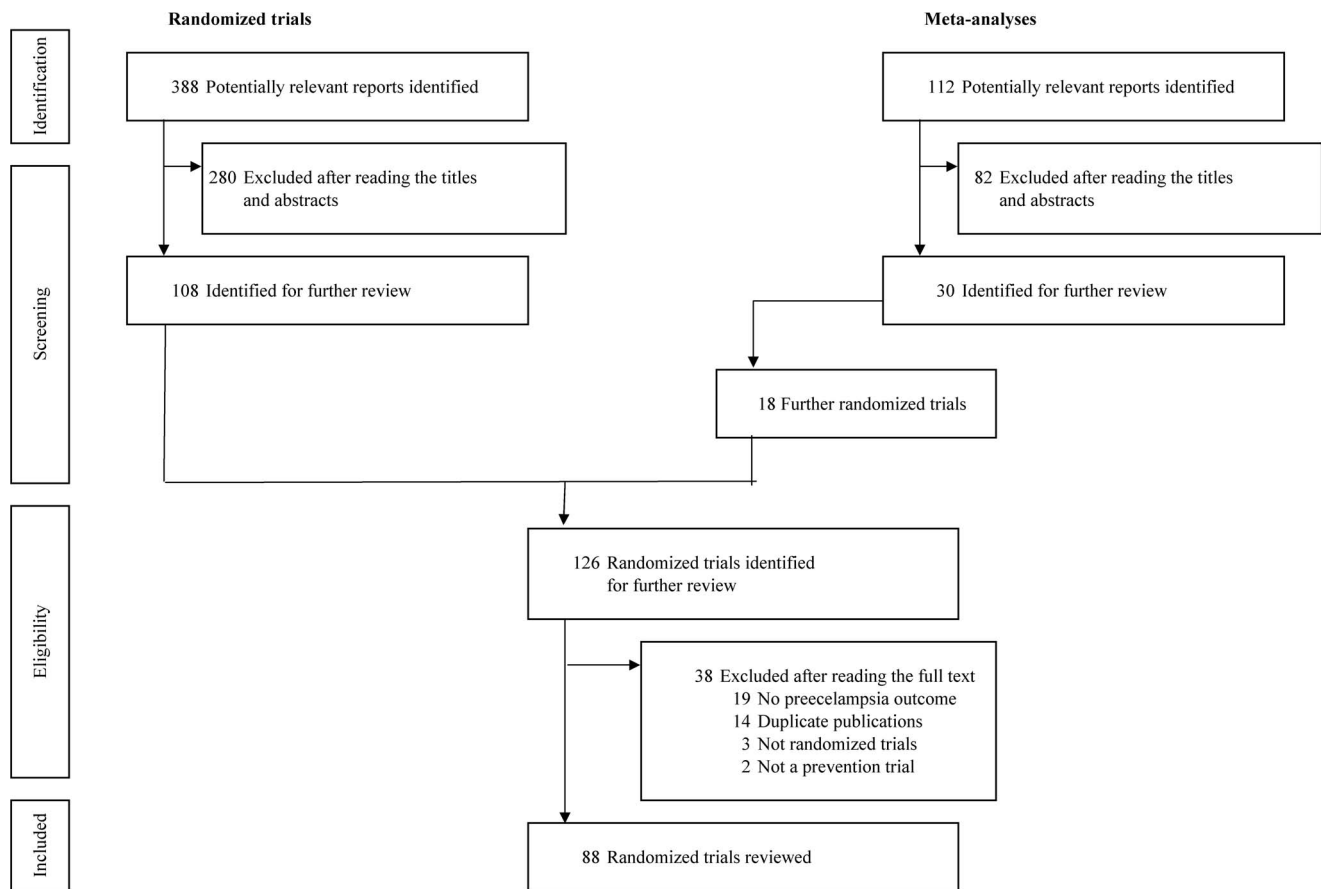 Randomized trials
Meta-analyses
Identification
388 Potentially relevant reports identified
112 Potentially relevant reports identified
280 Excluded after reading the titles
and abstracts
82 Excluded after reading the titles
and abstracts
Screening
108 Identified for further review
30 Identified for further review
18 Further randomized trials
Eligibility
126 Randomized trials identified
for further review
38 Excluded after reading the full text
19 No preecelampsia outcome
14 Duplicate publications
3 Not randomized trials
2 Not a prevention trial
Included
88 Randomized trials reviewed